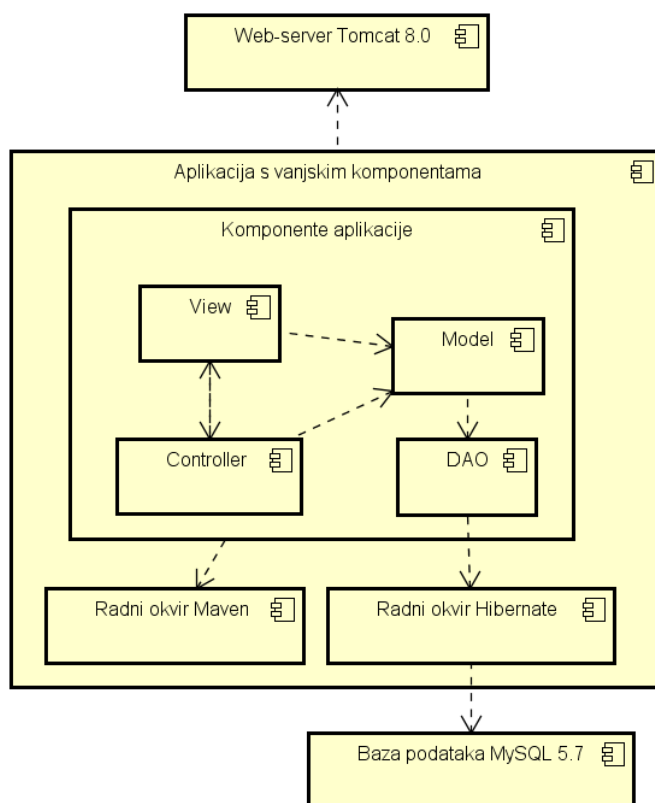 Web-server Tomcat 8.0
Aplikacija s vanjskim komponentama
Komponente aplikacije
View
Model
Controller
DAO
Radni okvir Maven
Radni okvir Hibernate
Baza podataka MySQL 5.7